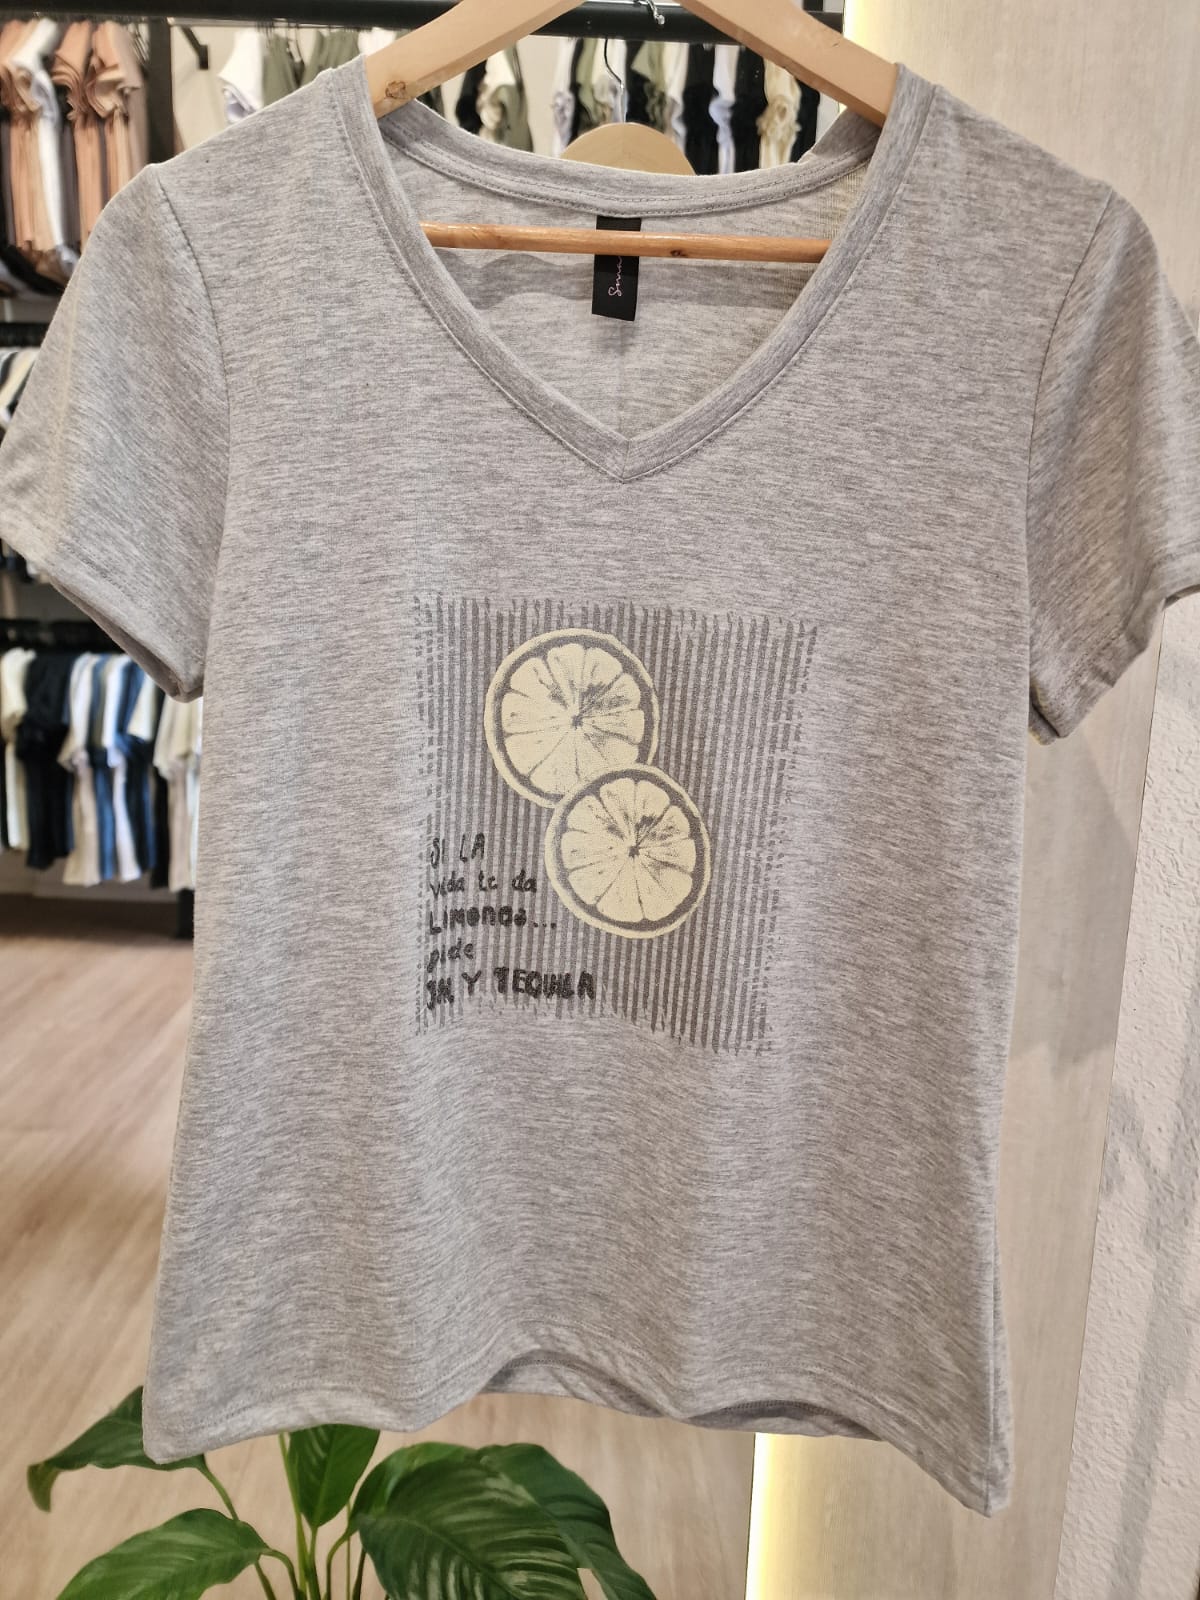 SI LA
vida te da
LIMONES...
pide
SAL Y TEQUILA